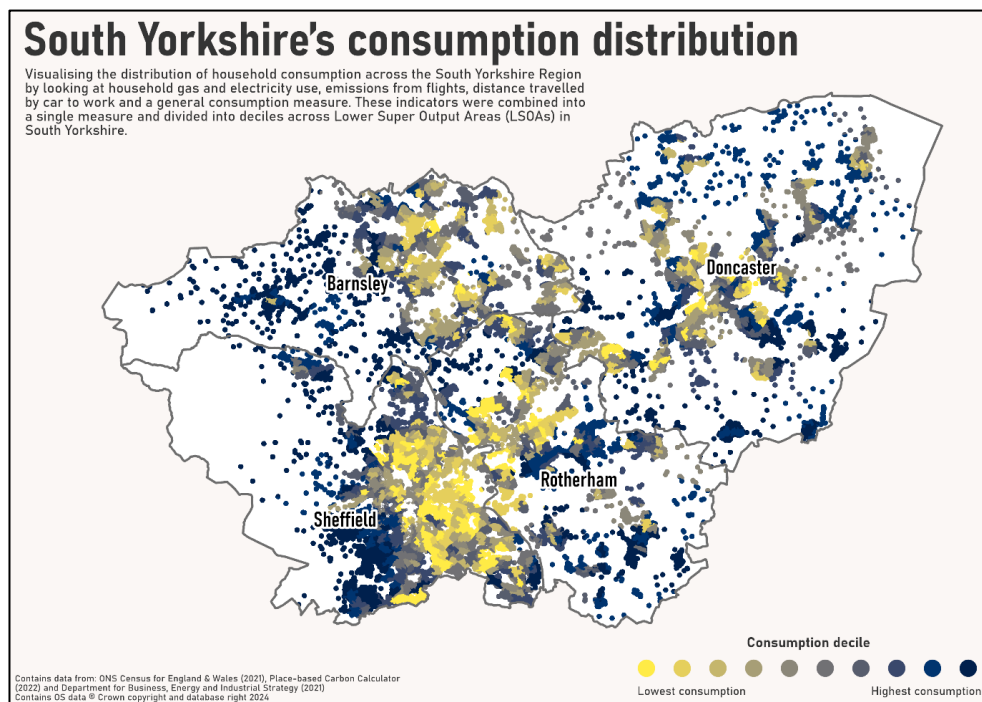 South Yorkshire's consumption distribution
Visualising the distribution of household consumption across the South Yorkshire Region
by looking at household gas and electricity use, emissions from flights, distance travelled
by car to work and a general consumption measure. These indicators were combined into
a single measure and divided into deciles across Lower Super Output Areas (LSOAs) in
South Yorkshire.
Doncaster
Barnsley
Rotherham
Sheffield
Consumption decile
Lowest consumption
Highest consumption
Contains data from: ONS Census for England & Wales (2021), Place-based Carbon Calculator
(2022) and Department for Business, Energy and Industrial Strategy (2021)
Contains OS data © Crown copyright and database right 2024